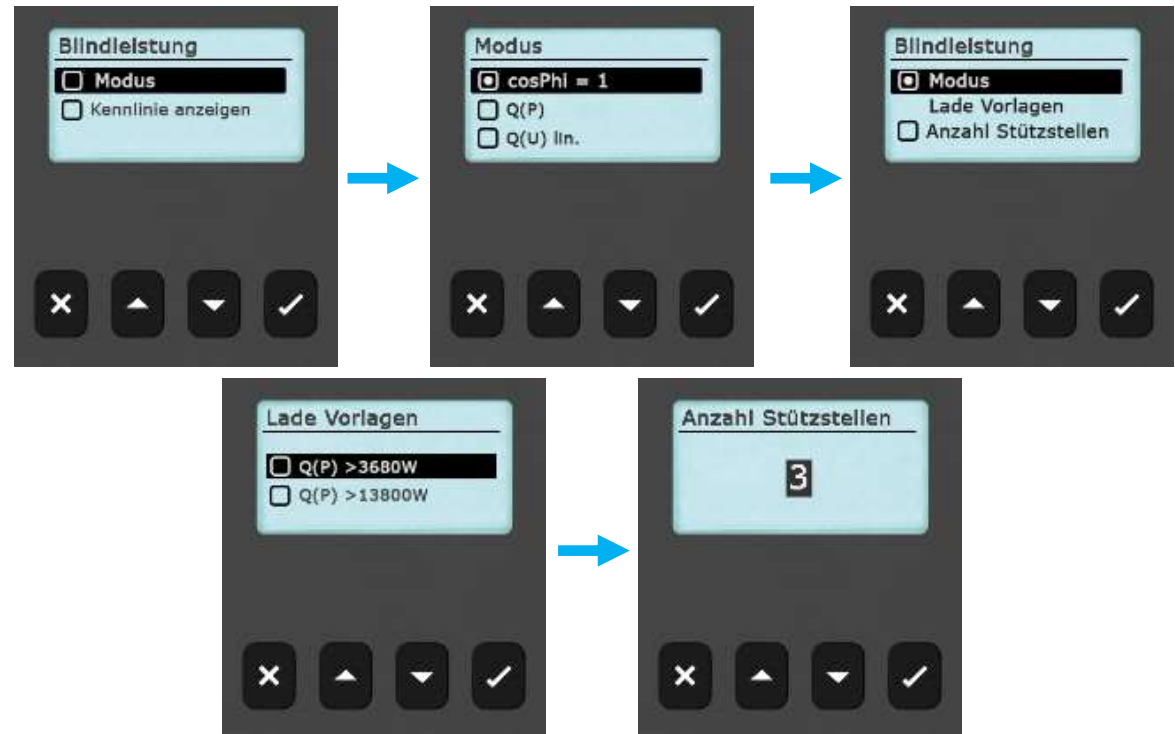 Blindleistung
Modus
Kennlinie anzeigen
Modus
cosPhi = 1
Q(P)
Q(U) lin.
Blindleistung
Modus
Lade Vorlagen
Anzahl Stützstellen
Lade Vorlagen
Q(P) >3680W
Q(P) >13800W
Anzahl Stützstellen
3